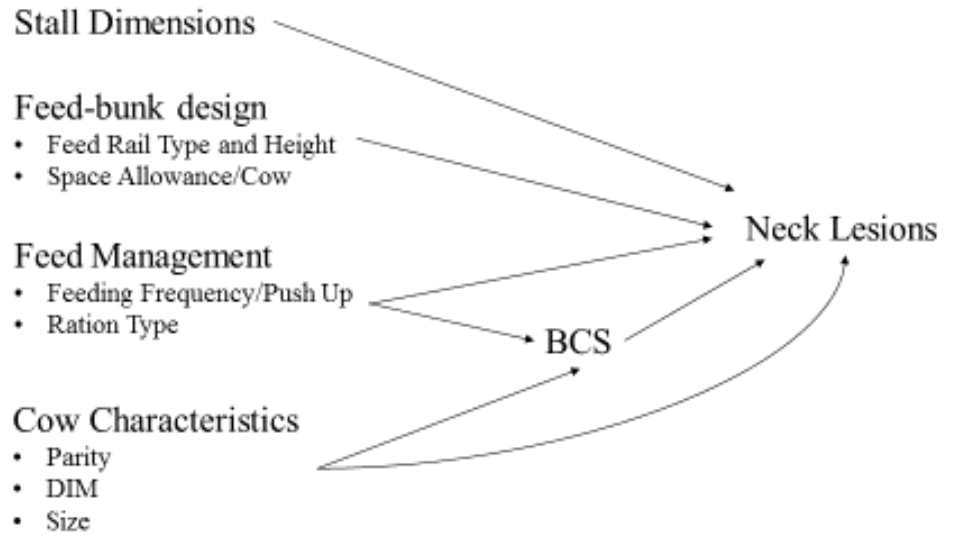 Stall Dimensions
Feed-bunk design
• Feed Rail Type and Height
• Space Allowance/Cow
Neck Lesions
Feed Management
• Feeding Frequency/Push Up
• Ration Type
BCS
Cow Characteristics
• Parity
• DIM
• Size